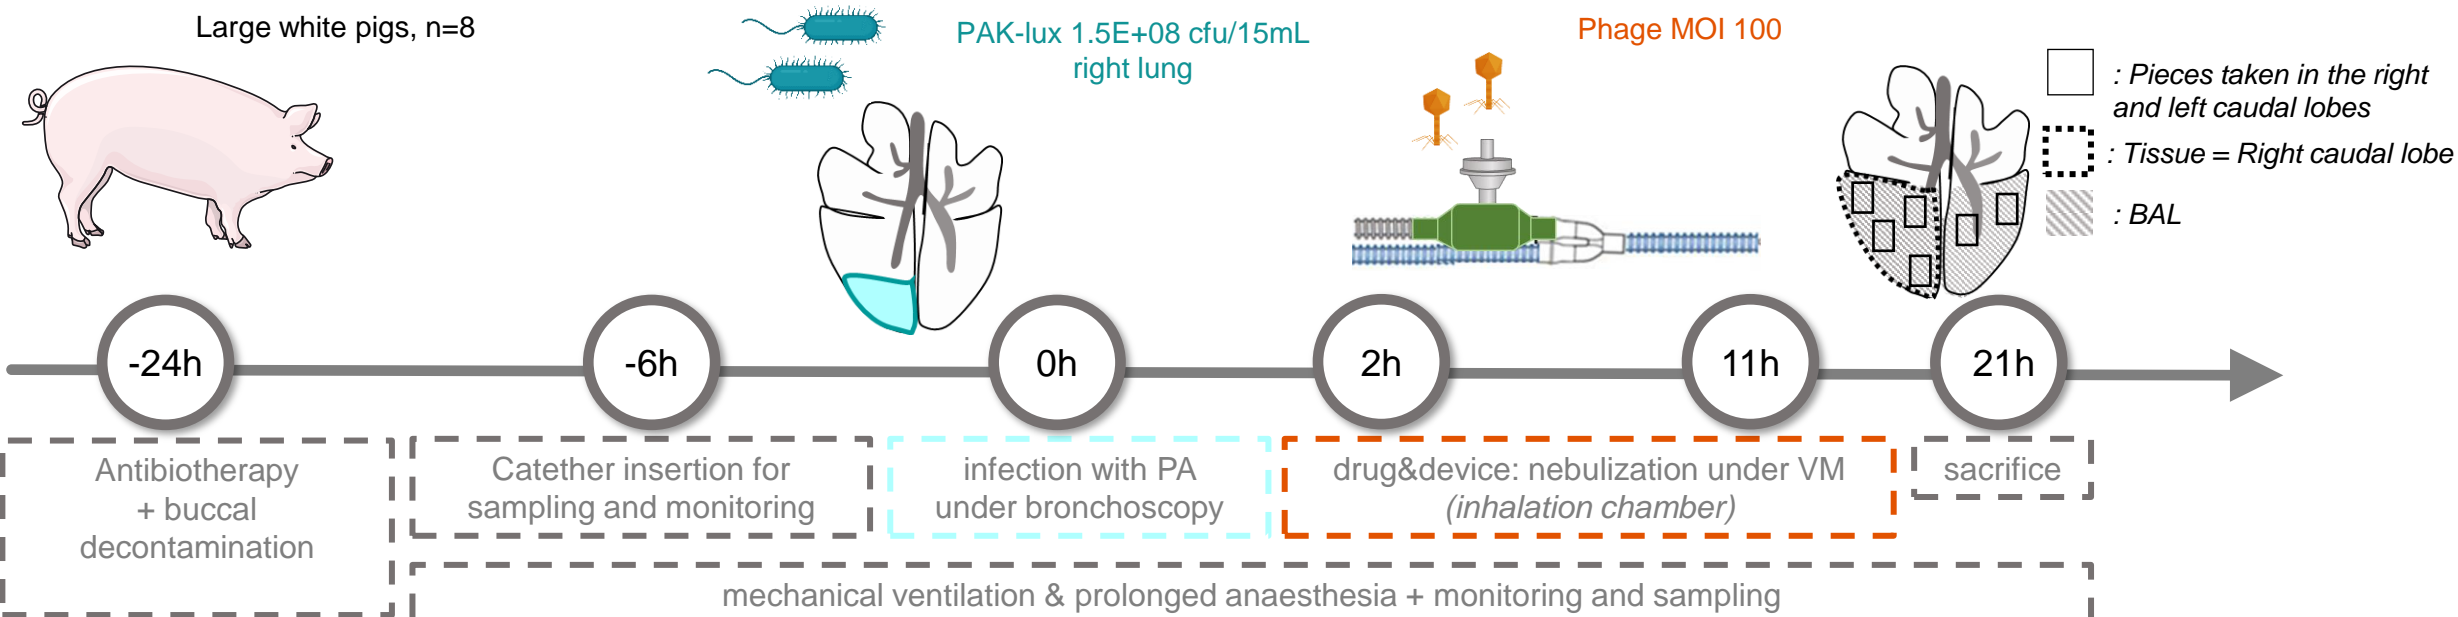 Large white pigs, n=8
PAK-lux 1.5E+08 cfu/15mL
right lung
Phage MOI 100
: Pieces taken in the right
and left caudal lobes
: Tissue = Right caudal lobe
: BAL
-24h
-6h
0h
2h
11h
21h
Antibiotherapy
+ buccal
decontamination
Catether insertion for
sampling and monitoring
infection with PA
under bronchoscopy
drug&device: nebulization under VM
(inhalation chamber)
sacrifice
mechanical ventilation & prolonged anaesthesia + monitoring and sampling